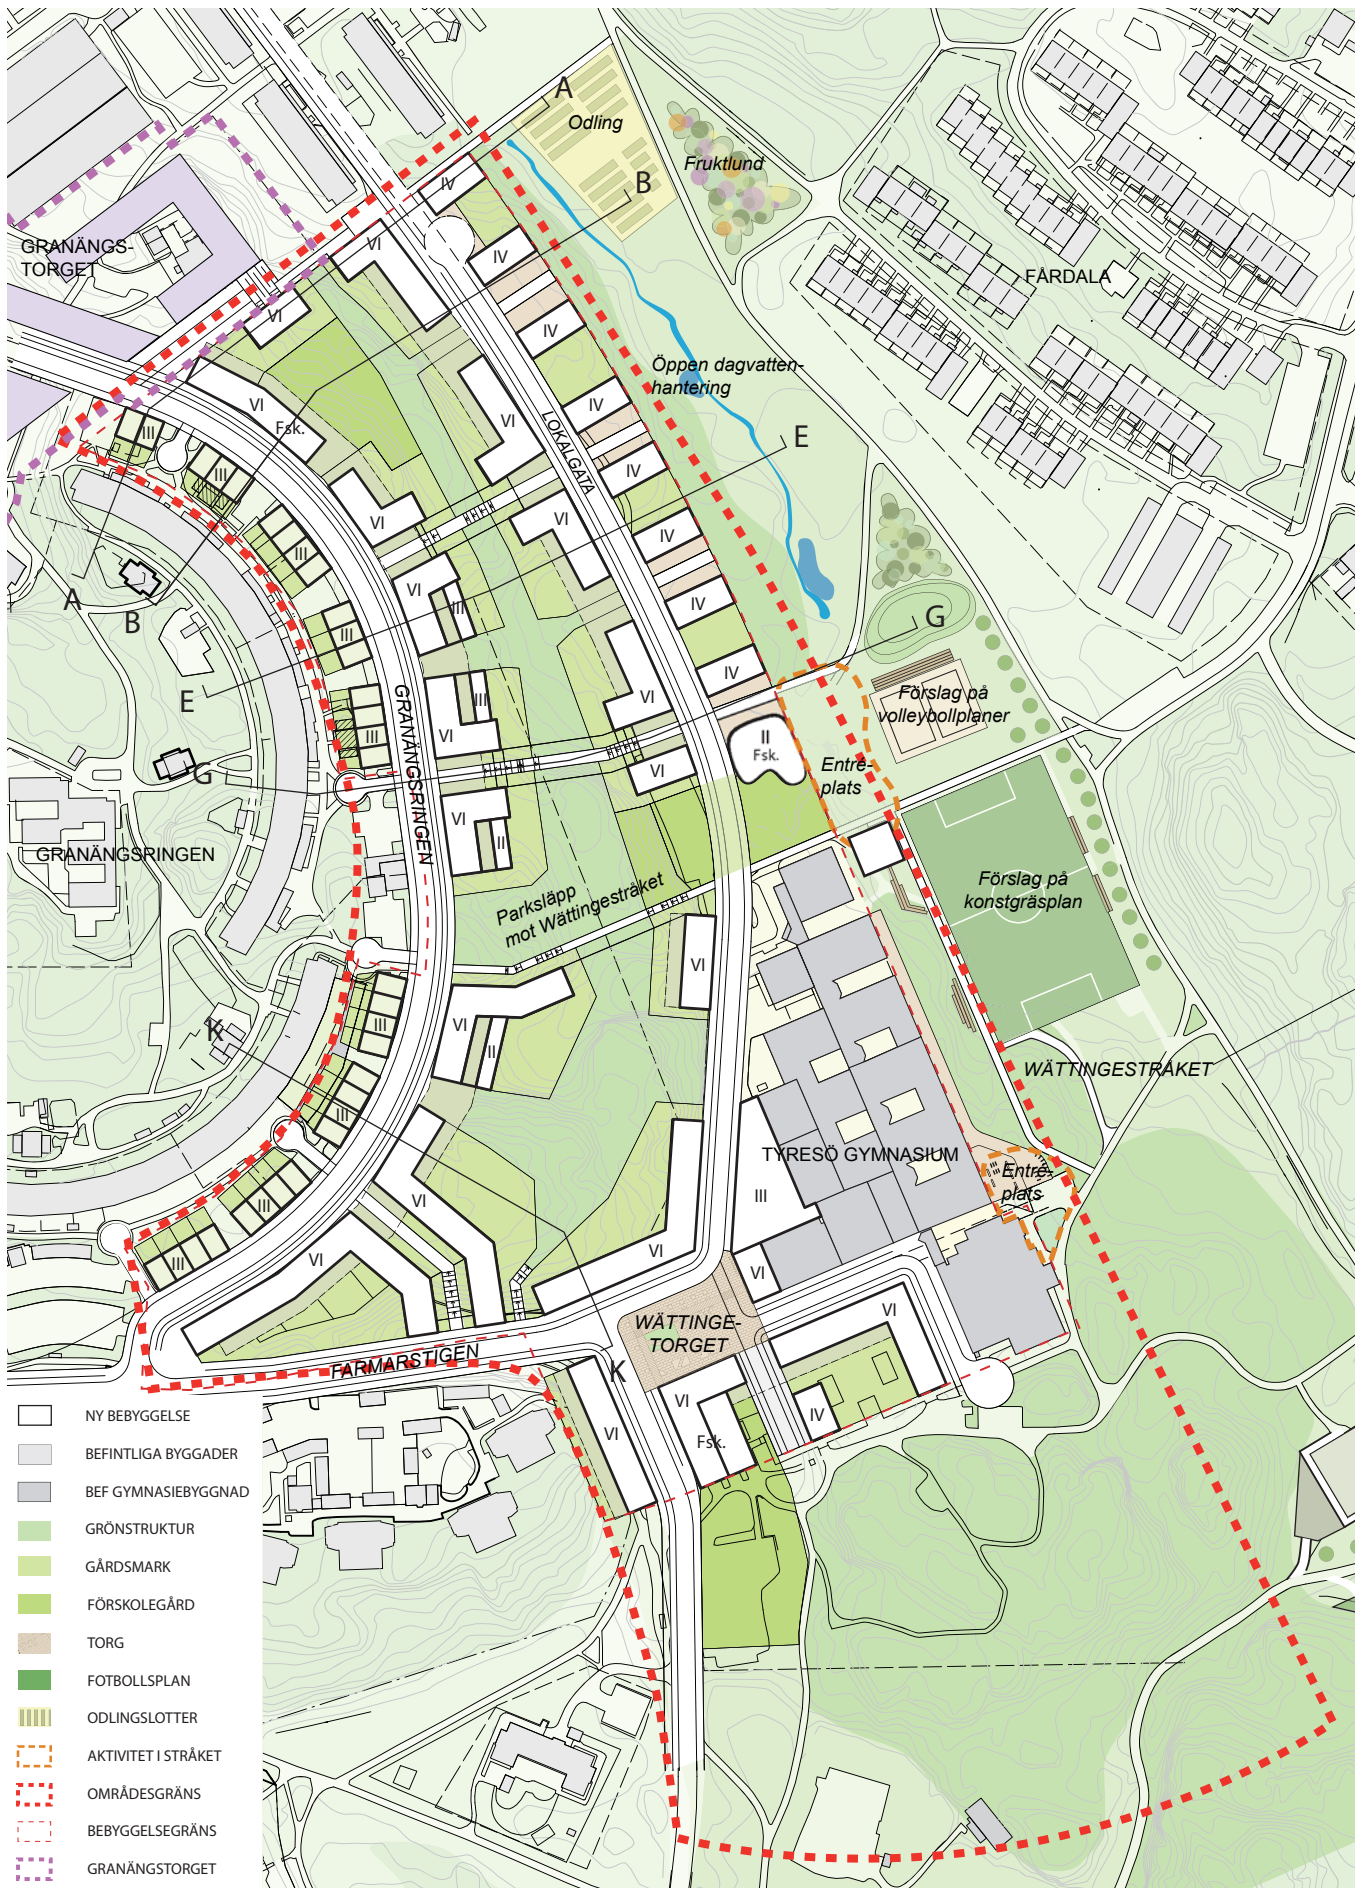 A
Odling
Fruktlund
B
IV
GRANÄNGS-
TORGET
VI
IV
FÅRDALA
VI
IV
Öppen dagvatten-
hantering
VI
Fsk.
VI
LOKALGATA
IV
E
III
III
IV
VI
VI
IV
III
A
B
VI
III
IV
III
G
E
GRANÄNGSRINGEN
VI
III
VI
IV
Förslag på
volleybollplaner
III
II
Fsk.
G
VI
Entré-
plats
VI
II
GRANÄNGSRINGEN
Parksläpp
mot Wättingestråket
Förslag på
konstgräsplan
VI
K
III
VI
II
WÄTTINGESTRÅKET
III
TYRESÖ GYMNASIUM
Entré-
plats
III
VI
III
III
VI
VI
VI
WÄTTINGE-
TORGET
VI
FARMARSTIGEN
K
VI
VI
Fsk.
IV
NY BEBYGGELSE
BEFINTLIGA BYGGADER
BEF GYMNASIEBYGGNAD
GRÖNSTRUKTUR
GÅRDSMARK
FÖRSKOLEGÅRD
TORG
FOTBOLLSPLAN
ODLINGSLOTTER
AKTIVITET I STRÅKET
OMRÅDESGRÄNS
BEBYGGELSEGRÄNS
GRANÄNGSTORGET